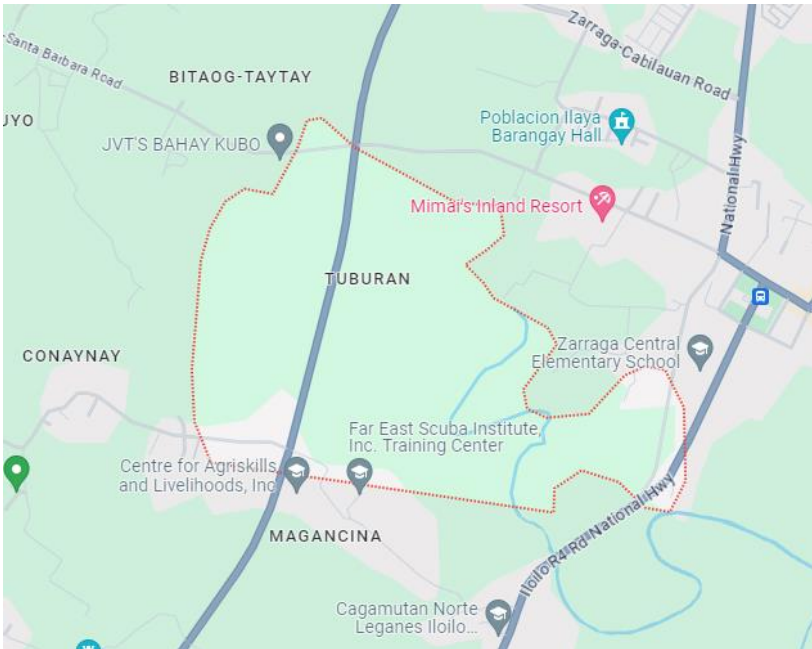 Zarraga-Cabilauan Road
-Santa Barbara Road
BITAOG-TAYTAY
JYO
JVT'S BAHAY KUBO
Poblacion Ilaya
Barangay Hall
National Hwy
Mimai's Inland Resort
TUBURAN
CONAYNAY
Zarraga Central
Elementary School
Far East Scuba Institute,
Inc. Training Center
Centre for Agriskills
and Livelihoods, Inc
MAGANCINA
Iloilo R4 Rd National Hwy
Cagamutan Norte
Leganes Iloilo...